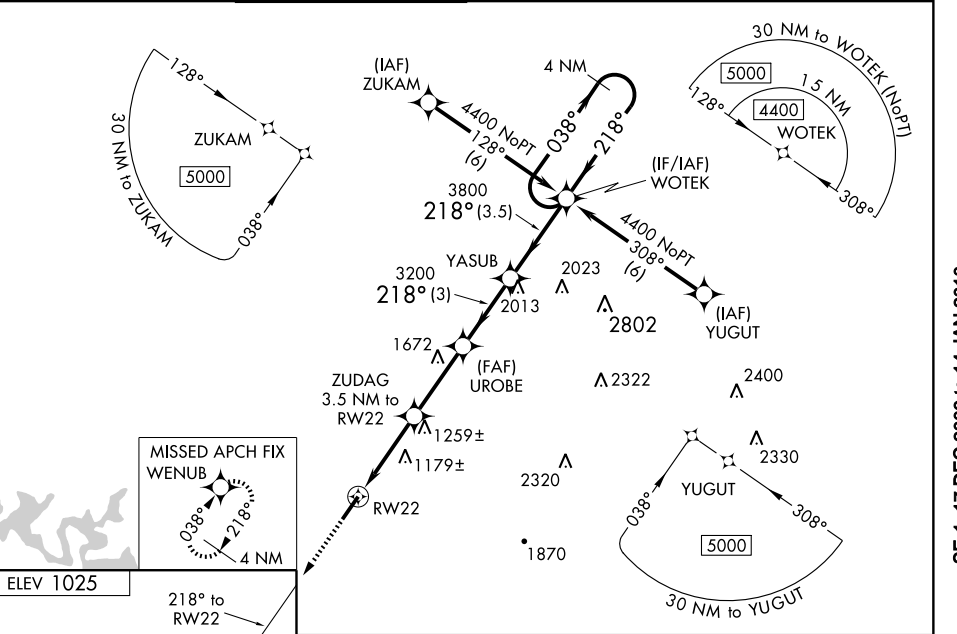 30 NM to WOTEK (NoPT)
5000
15 NM
4400
128°
WOTEK
308°
128°
ZUKAM
5000
038°
30 NM to ZUKAM
(IAF)
ZUKAM
4400 NoPT
128°
(6)
4 NM
038°
218°
(IF/IAF)
WOTEK
3800
218° (3.5)
4400 NoPT
308°
(6)
(IAF)
YUGUT
YASUB
3200
218° (3)
2013
2023
2802
1672
(FAF)
UROBE
2322
2400
ZUDAG
3.5 NM to
RW22
1259±
1179±
2320
2330
RW22
1870
YUGUT
038°
308°
5000
30 NM to YUGUT
MISSED APCH FIX
WENUB
038°
218°
4 NM
ELEV 1025
218° to
RW22